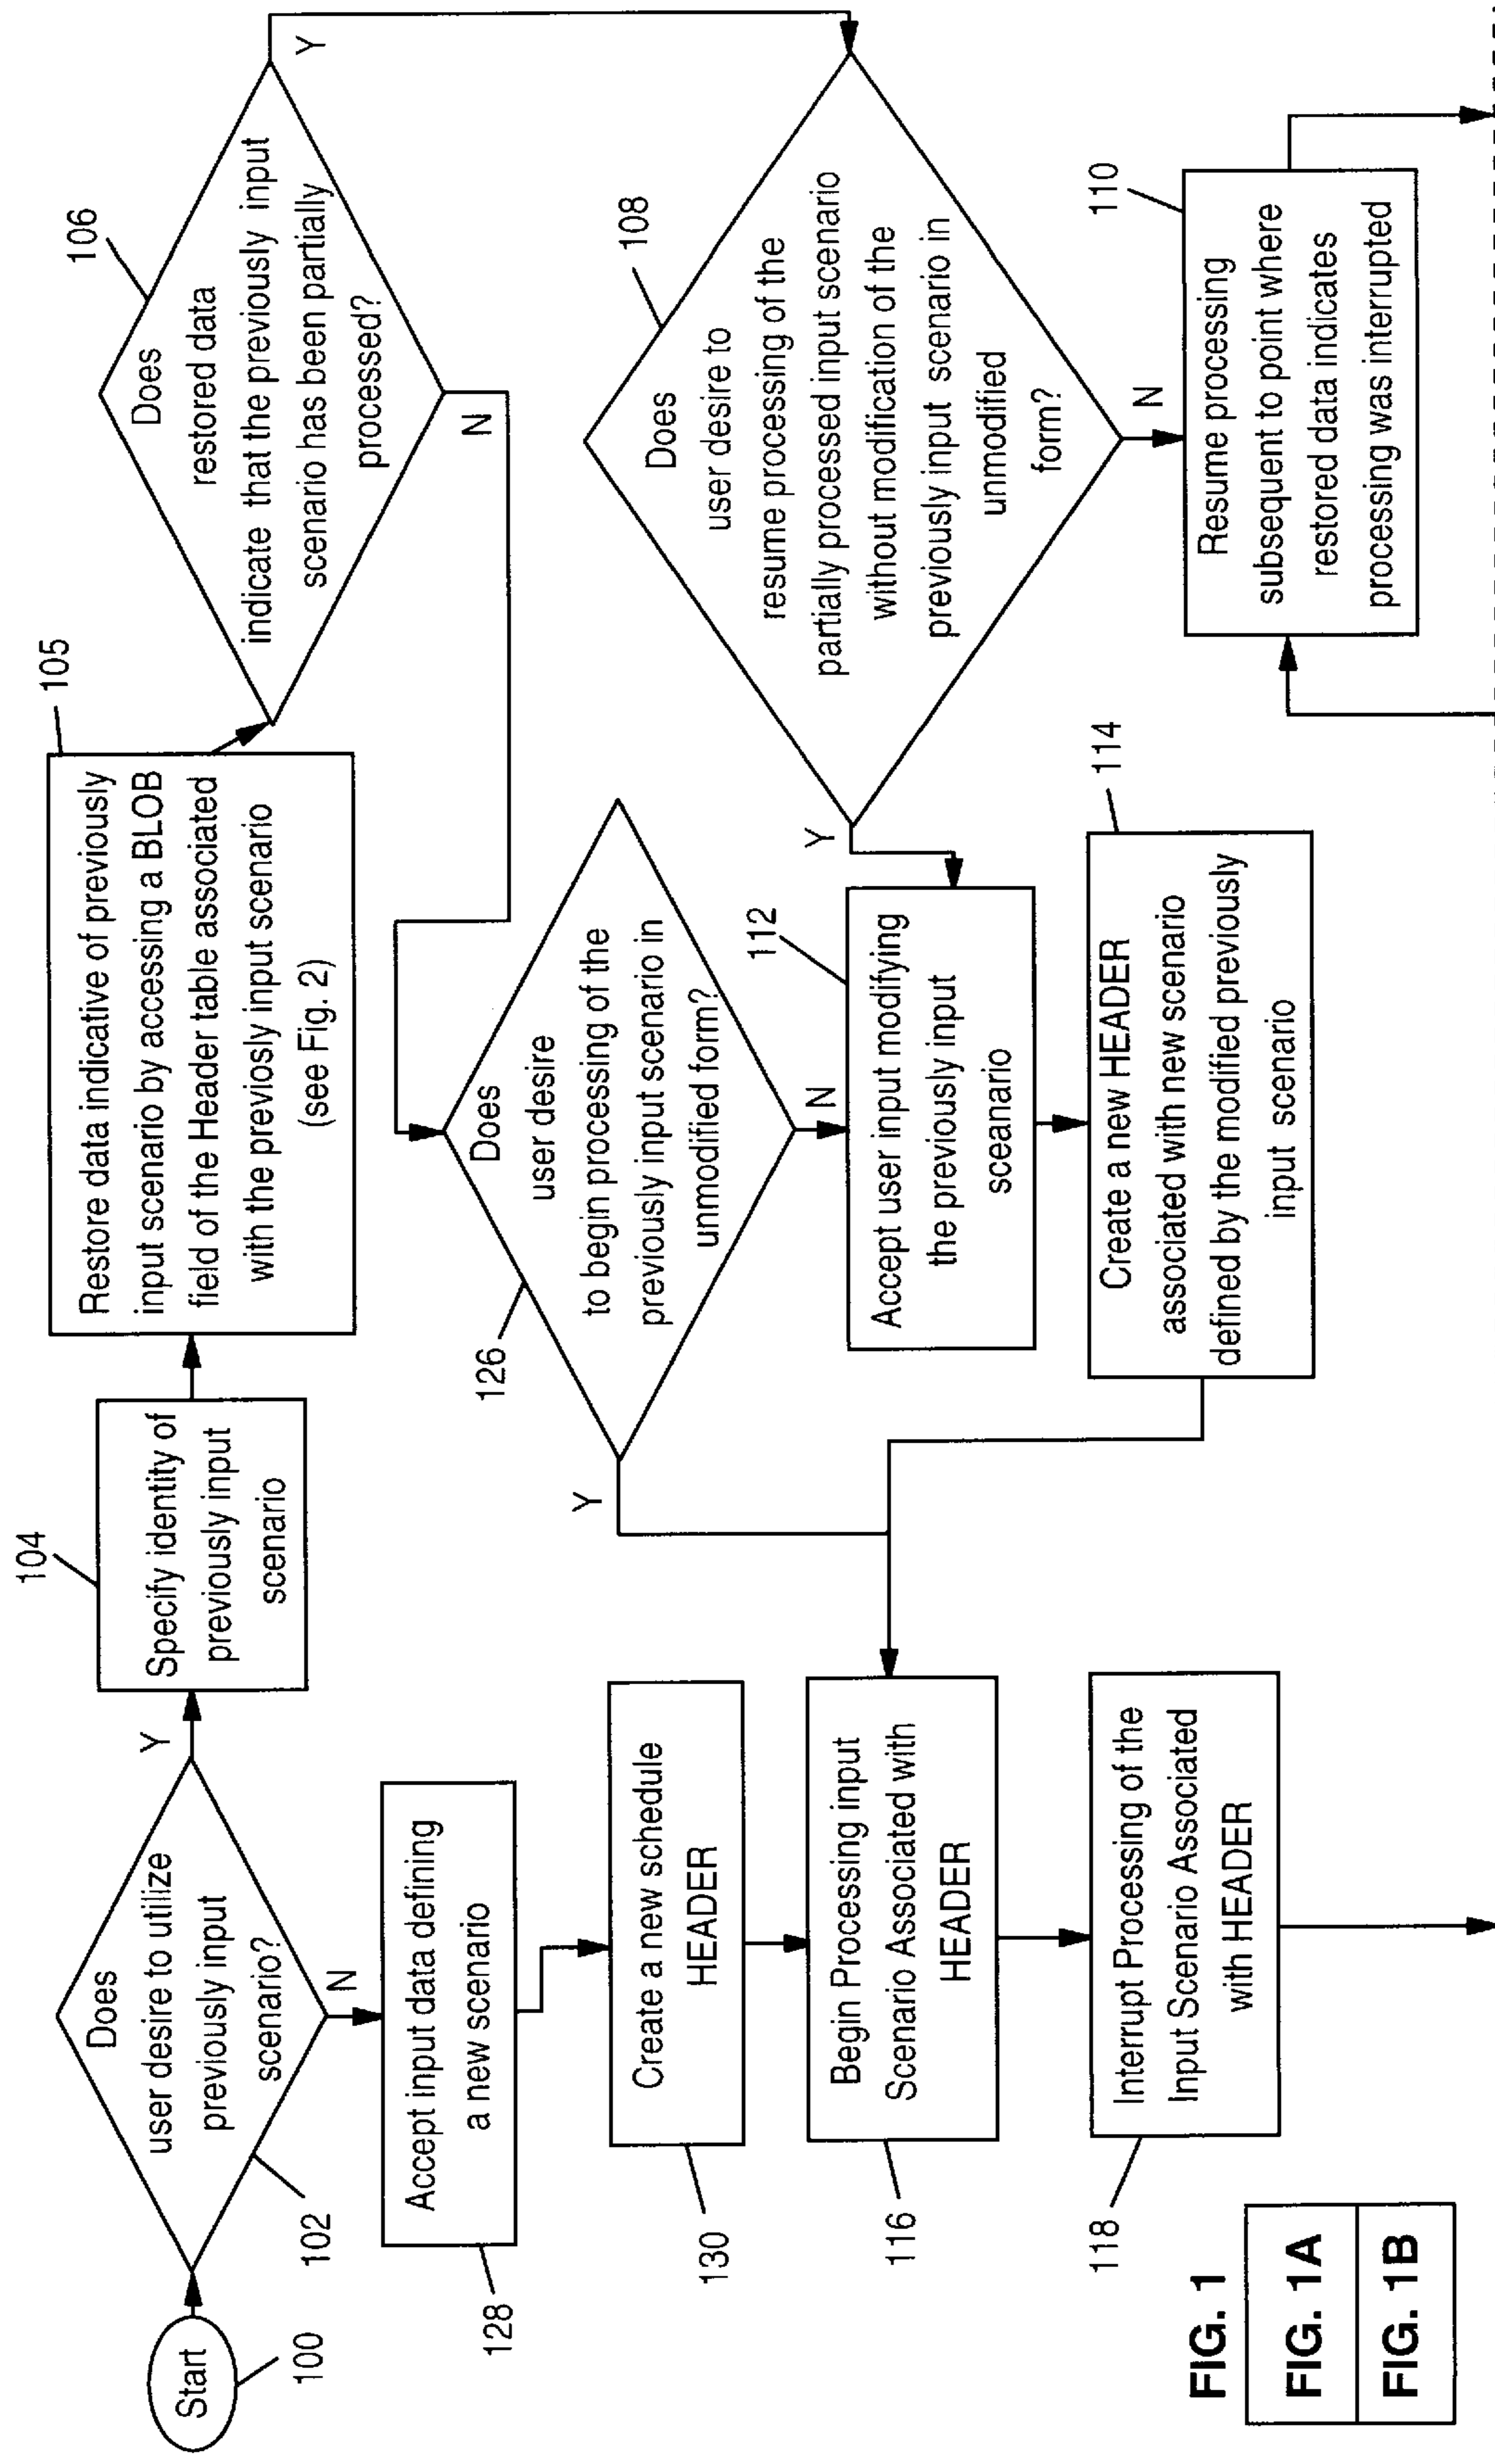 Start
100
Does
user desire to utilize
previously input
scenario?
102
Y
N
104
Specify identity of
previously input
scenario
105
Restore data indicative of previously
input scenario by accessing a BLOB
field of the Header table associated
with the previosly input scenario
(see Fig. 2)
106
Does
restored data
indicate that the previously input
scenario has been partially
processed?
Y
N
128
Accept input data defining
a new scenario
126
Does
user desire
to begin processing of the
previously input scenario in
unmodified form?
Y
N
108
Does
user desire to
resume processing of the
partially processed input scenario
without modification of the
previously input scenario in
unmodified
form?
Y
N
130
Create a new schedule
HEADER
112
Accept user input modifying
the previously input
sceanario
116
Begin Processing input
Scenario Associated with
HEADER
114
Create a new HEADER
associated with new scenario
defined by the modified previously
input scenario
110
Resume processing
subsequent to point where
restored data indicates
processing was interrupted
118
Interrupt Processing of the
Input Scenario Associated
with HEADER
FIG. 1
FIG. 1A
FIG. 1B